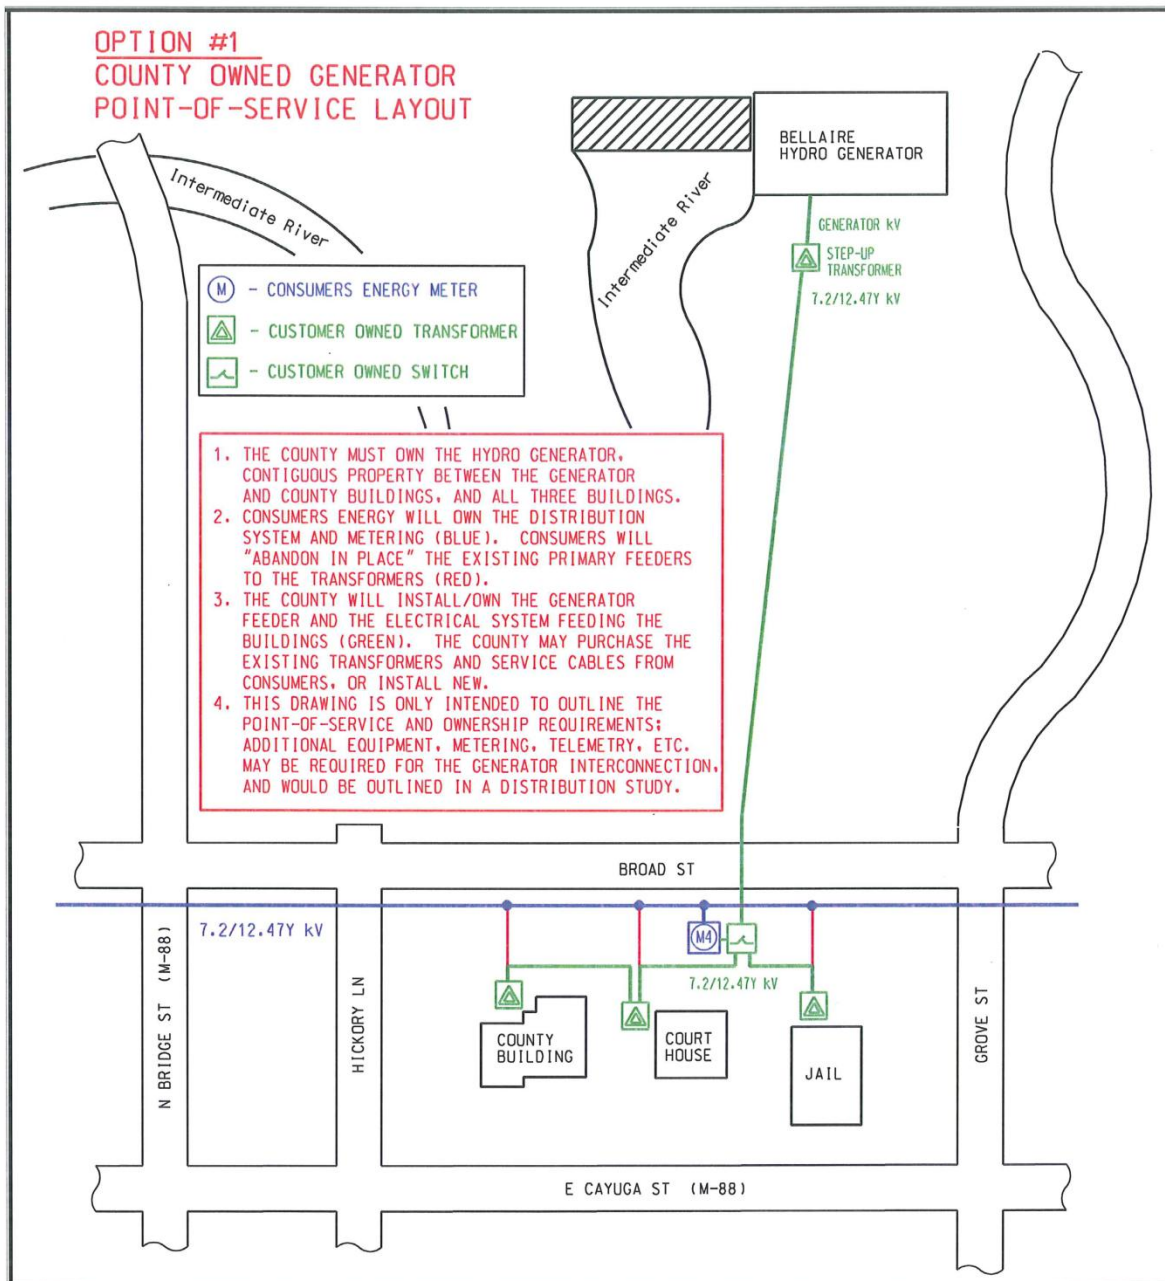 OPTION #1
COUNTY OWNED GENERATOR
POINT-OF-SERVICE LAYOUT
BELLAIRE
HYDRO GENERATOR
Intermediate River
Intermediate River
GENERATOR kV
STEP-UP
TRANSFORMER
7.2/12.47Y kV
M - CONSUMERS ENERGY METER
- CUSTOMER OWNED TRANSFORMER
- CUSTOMER OWNED SWITCH
1. THE COUNTY MUST OWN THE HYDRO GENERATOR,
CONTIGUOUS PROPERTY BETWEEN THE GENERATOR
AND COUNTY BUILDINGS, AND ALL THREE BUILDINGS.
2. CONSUMERS ENERGY WILL OWN THE DISTRIBUTION
SYSTEM AND METERING (BLUE). CONSUMERS WILL
"ABANDON IN PLACE" THE EXISTING PRIMARY FEEDERS
TO THE TRANSFORMERS (RED).
3. THE COUNTY WILL INSTALL/OWN THE GENERATOR
FEEDER AND THE ELECTRICAL SYSTEM FEEDING THE
BUILDINGS (GREEN). THE COUNTY MAY PURCHASE THE
EXISTING TRANSFORMERS AND SERVICE CABLES FROM
CONSUMERS, OR INSTALL NEW.
4. THIS DRAWING IS ONLY INTENDED TO OUTLINE THE
POINT-OF-SERVICE AND OWNERSHIP REQUIREMENTS;
ADDITIONAL EQUIPMENT, METERING, TELEMETRY, ETC.
MAY BE REQUIRED FOR THE GENERATOR INTERCONNECTION,
AND WOULD BE OUTLINED IN A DISTRIBUTION STUDY.
BROAD ST
7.2/12.47Y kV
M4
7.2/12.47Y kV
N BRIDGE ST (M-88)
HICKORY LN
COUNTY
BUILDING
COURT
HOUSE
JAIL
GROVE ST
E CAYUGA ST (M-88)